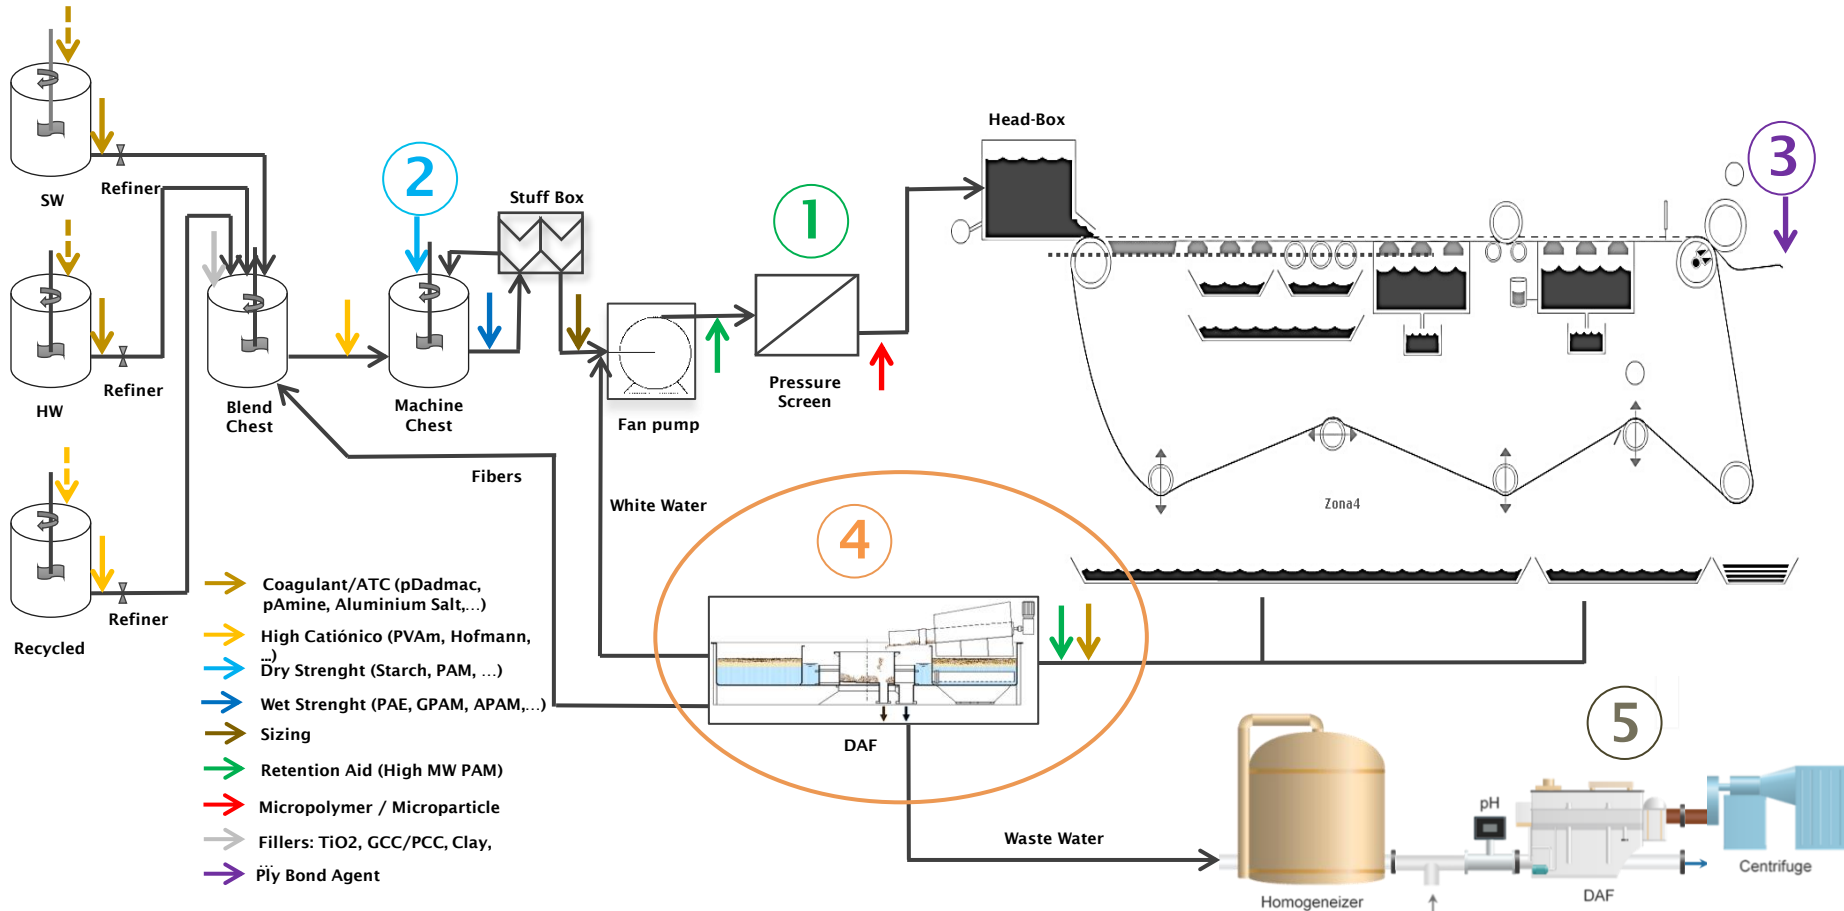 Head-Box
3
2
SW
Refiner
Stuff Box
1
HW
Refiner
Blend
Chest
Machine
Chest
Fan pump
Pressure
Screen
Fibers
White Water
Zona4
4
Recycled
Refiner
Coagulant/ATC (pDadmac,
pAmine, Aluminium Salt,...)
High Catiónico (PVAm, Hofmann,
...)
Dry Strenght (Starch, PAM, ...)
Wet Strenght (PAE, GPAM, APAM,...)
Sizing
Retention Aid (High MW PAM)
Micropolymer / Microparticle
Fillers: TiO2, GCC/PCC, Clay,
...
Ply Bond Agent
DAF
5
Waste Water
pH
Homogeneizer
DAF
Centrifuge